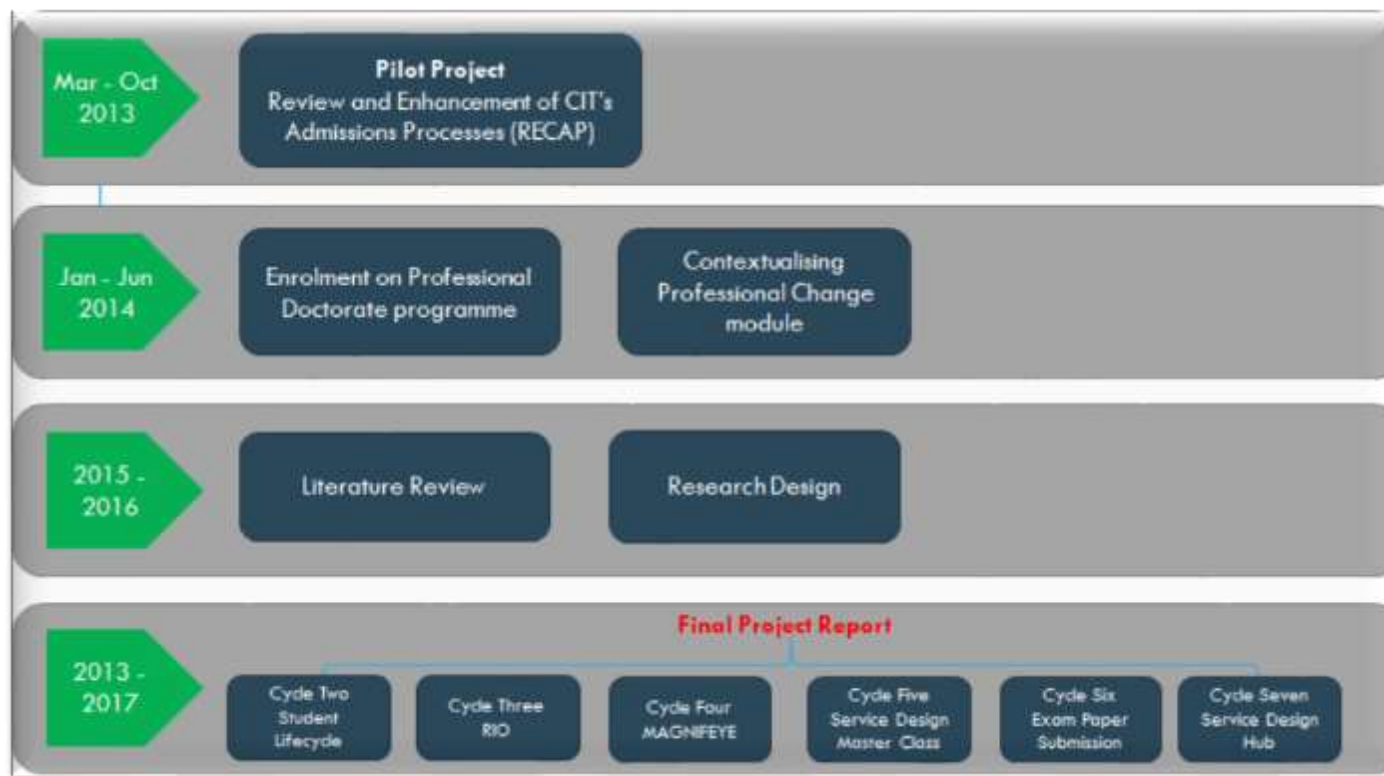 Mar - Oct
2013
Pilot Project
Review and Enhancement of CIT's
Admissions Processes (RECAP)
Jan - Jun
2014
Enrolment on Professional
Doctorate programme
Contextualising
Professional Change
module
2015 -
2016
Literature Review
Research Design
2013 -
2017
Final Project Report
Cycle Two
Student
Lifecycle
Cycle Three
RIO
Cycle Four
MAGNIFEYE
Cycle Five
Service Design
Master Class
Cycle Six
Exam Paper
Submission
Cycle Seven
Service Design
Hub